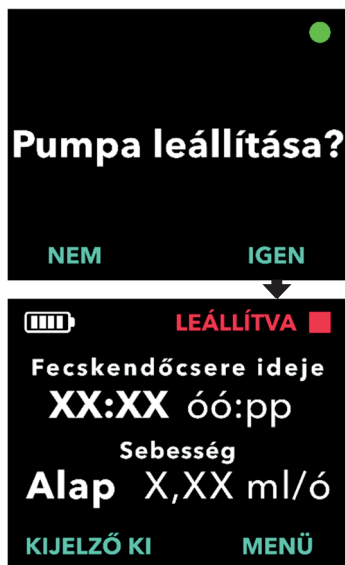 Pumpa leállítása?
NEM IGEN
LEÁLLÍTVA
Fecskendőcsere ideje
XX:XX óó:pp
Sebesség
Alap X,XX ml/ó
KIJELZŐ KI MENÜ